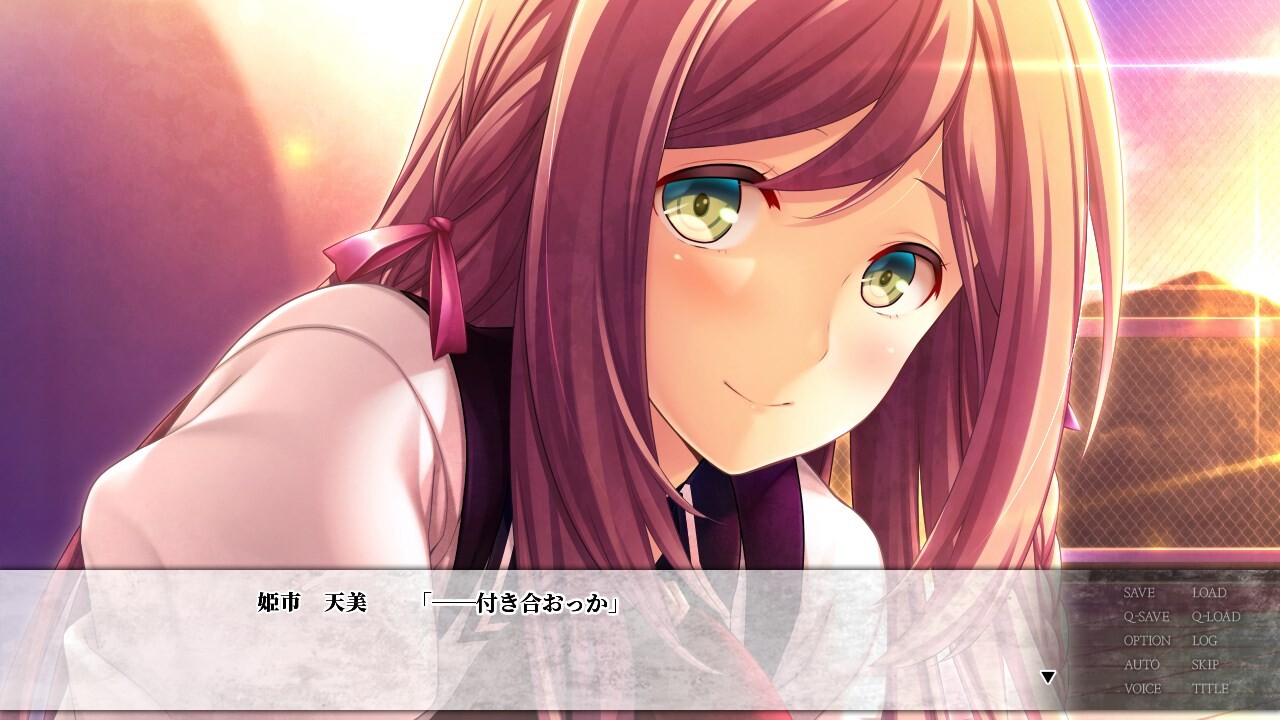 姫市　天美　「──付き合おっか」
SAVE LOAD
Q-SAVE Q-LOAD
OPTION LOG
AUTO SKIP
VOICE TITLE